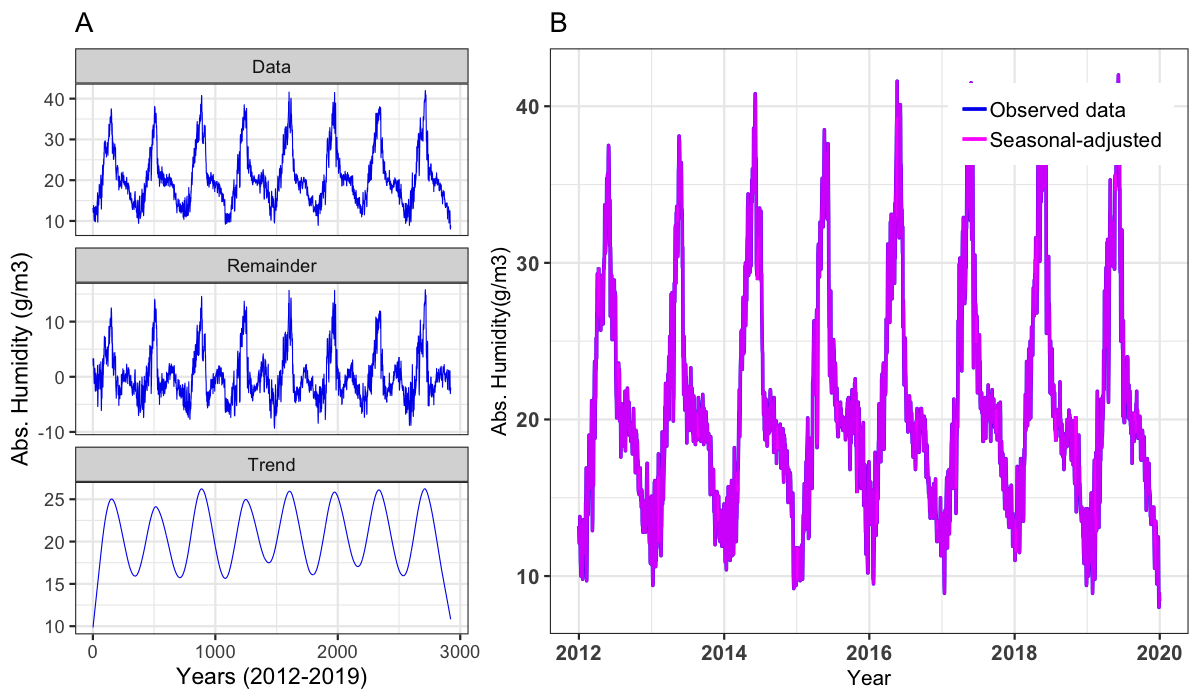 A
Data
40
30
20
10
Remainder
10
0
-10
Trend
25
20
15
10
0
1000
2000
3000
Years (2012-2019)
Abs. Humidity (g/m3)
B
Observed data
Seasonal-adjusted
40
30
20
10
2012
2014
2016
2018
2020
Year
Abs. Humidity(g/m3)